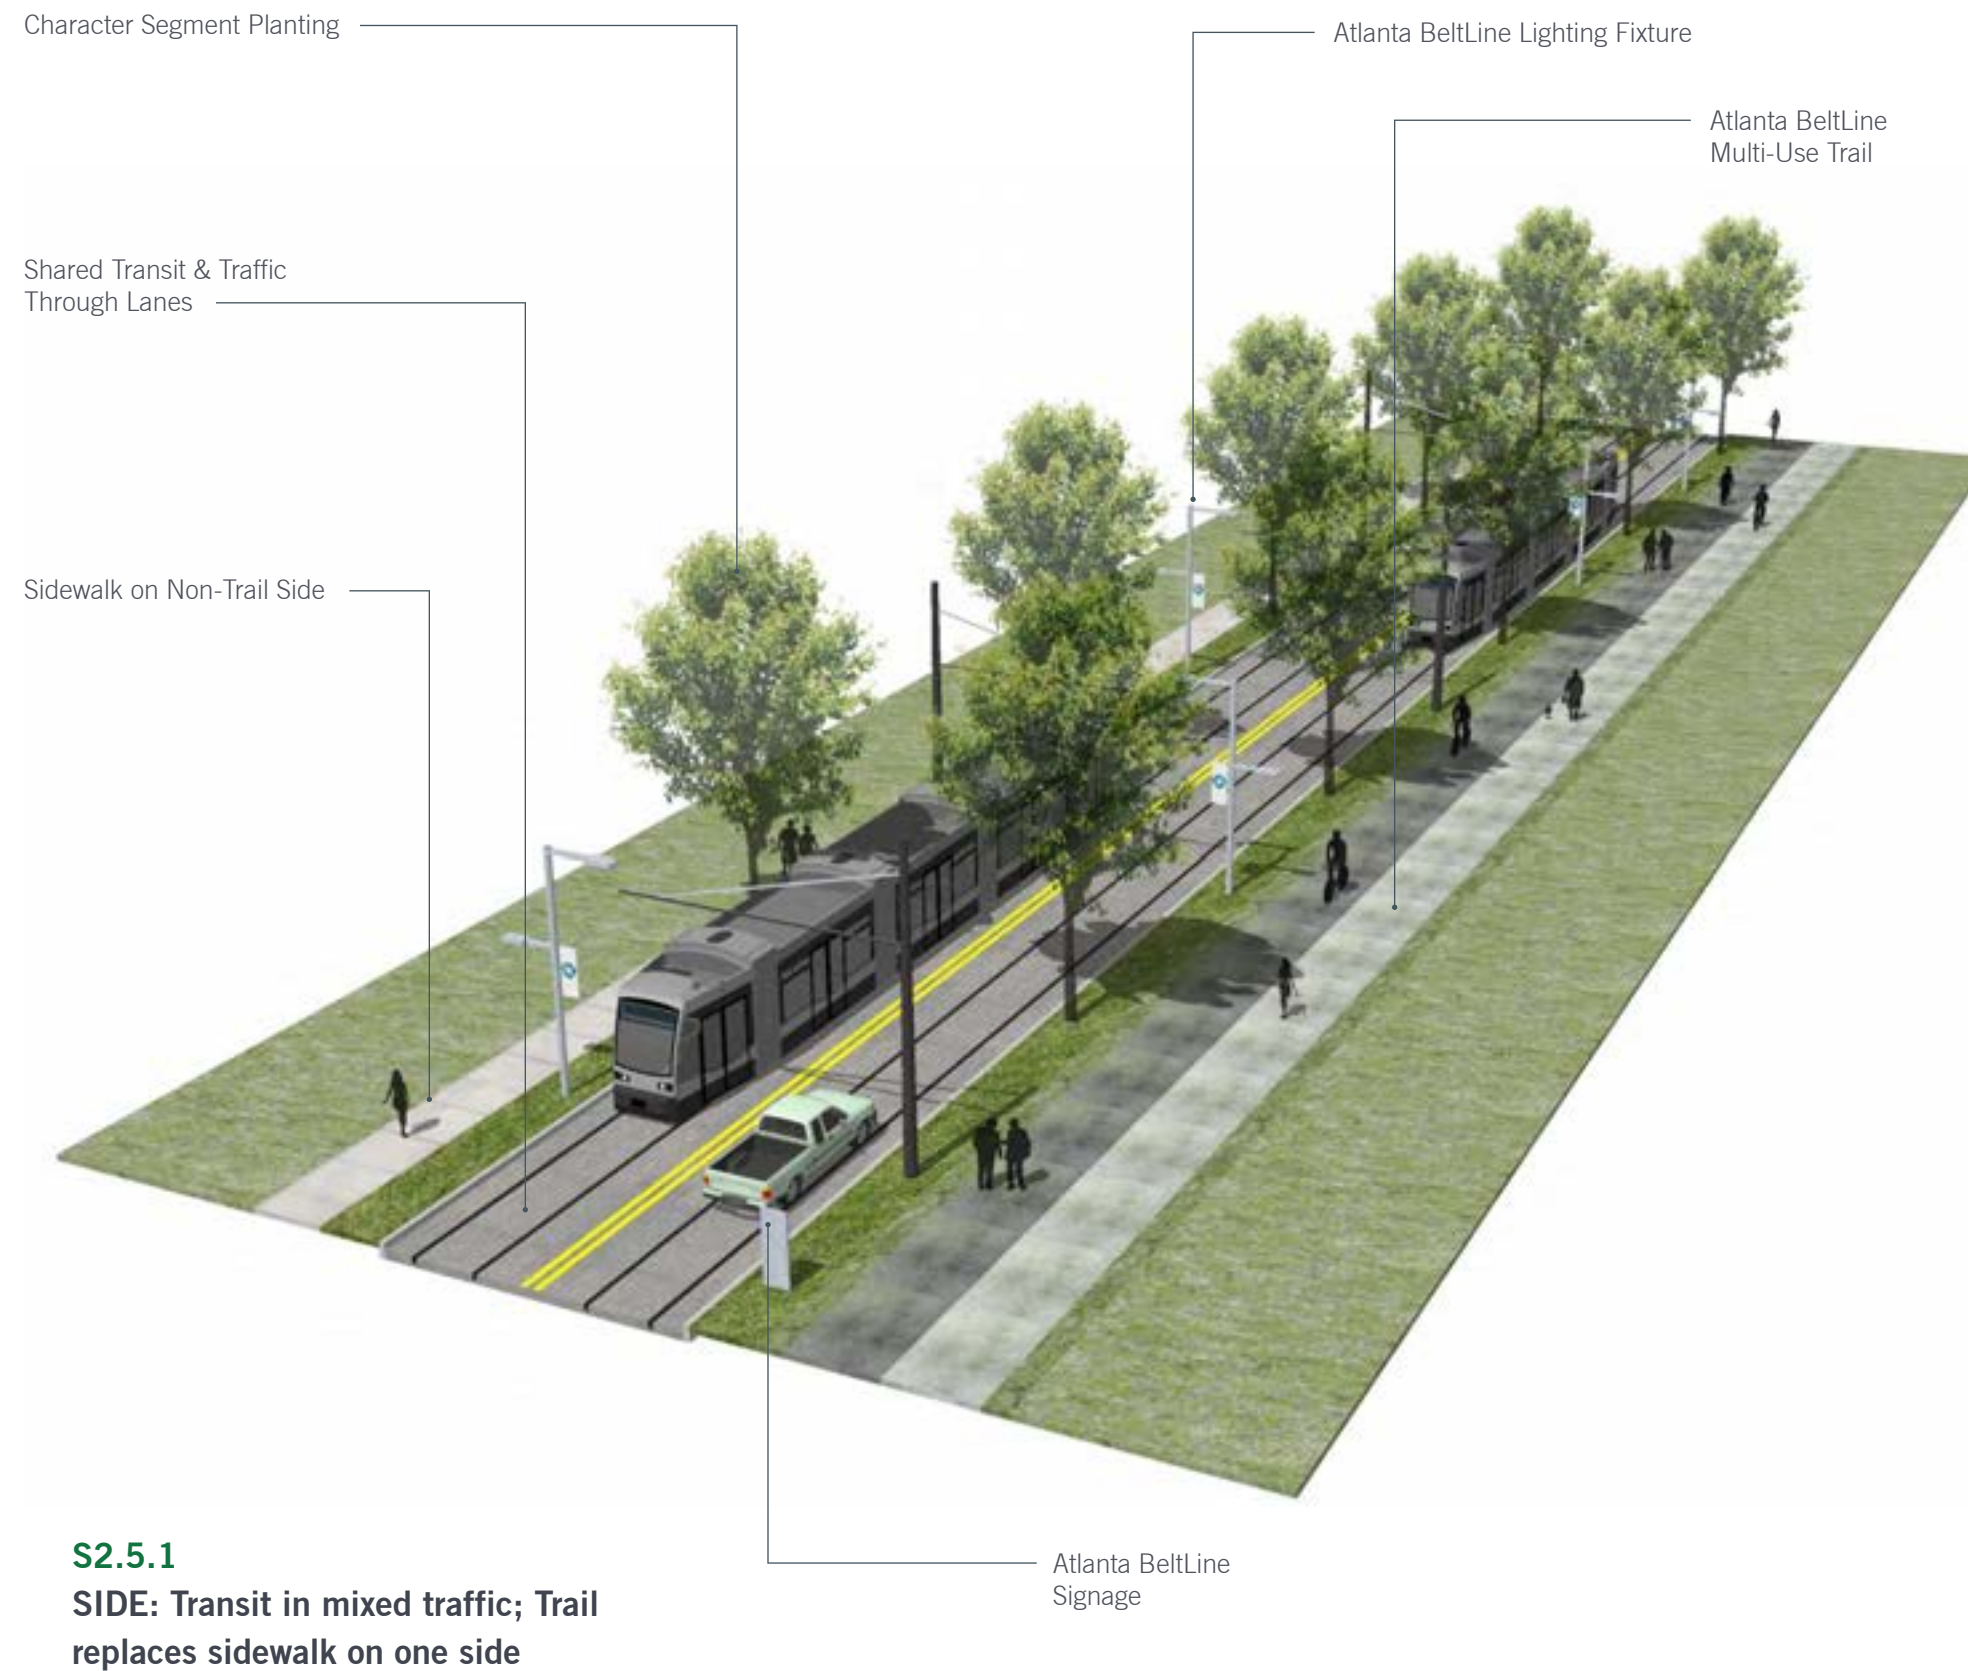 Character Segment Planting
Atlanta BeltLine Lighting Fixture
Atlanta BeltLine
Multi-Use Trail
Shared Transit & Traffic
Through Lanes
Sidewalk on Non-Trail Side
Atlanta BeltLine
Signage
S2.5.1
SIDE: Transit in mixed traffic; Trail
replaces sidewalk on one side